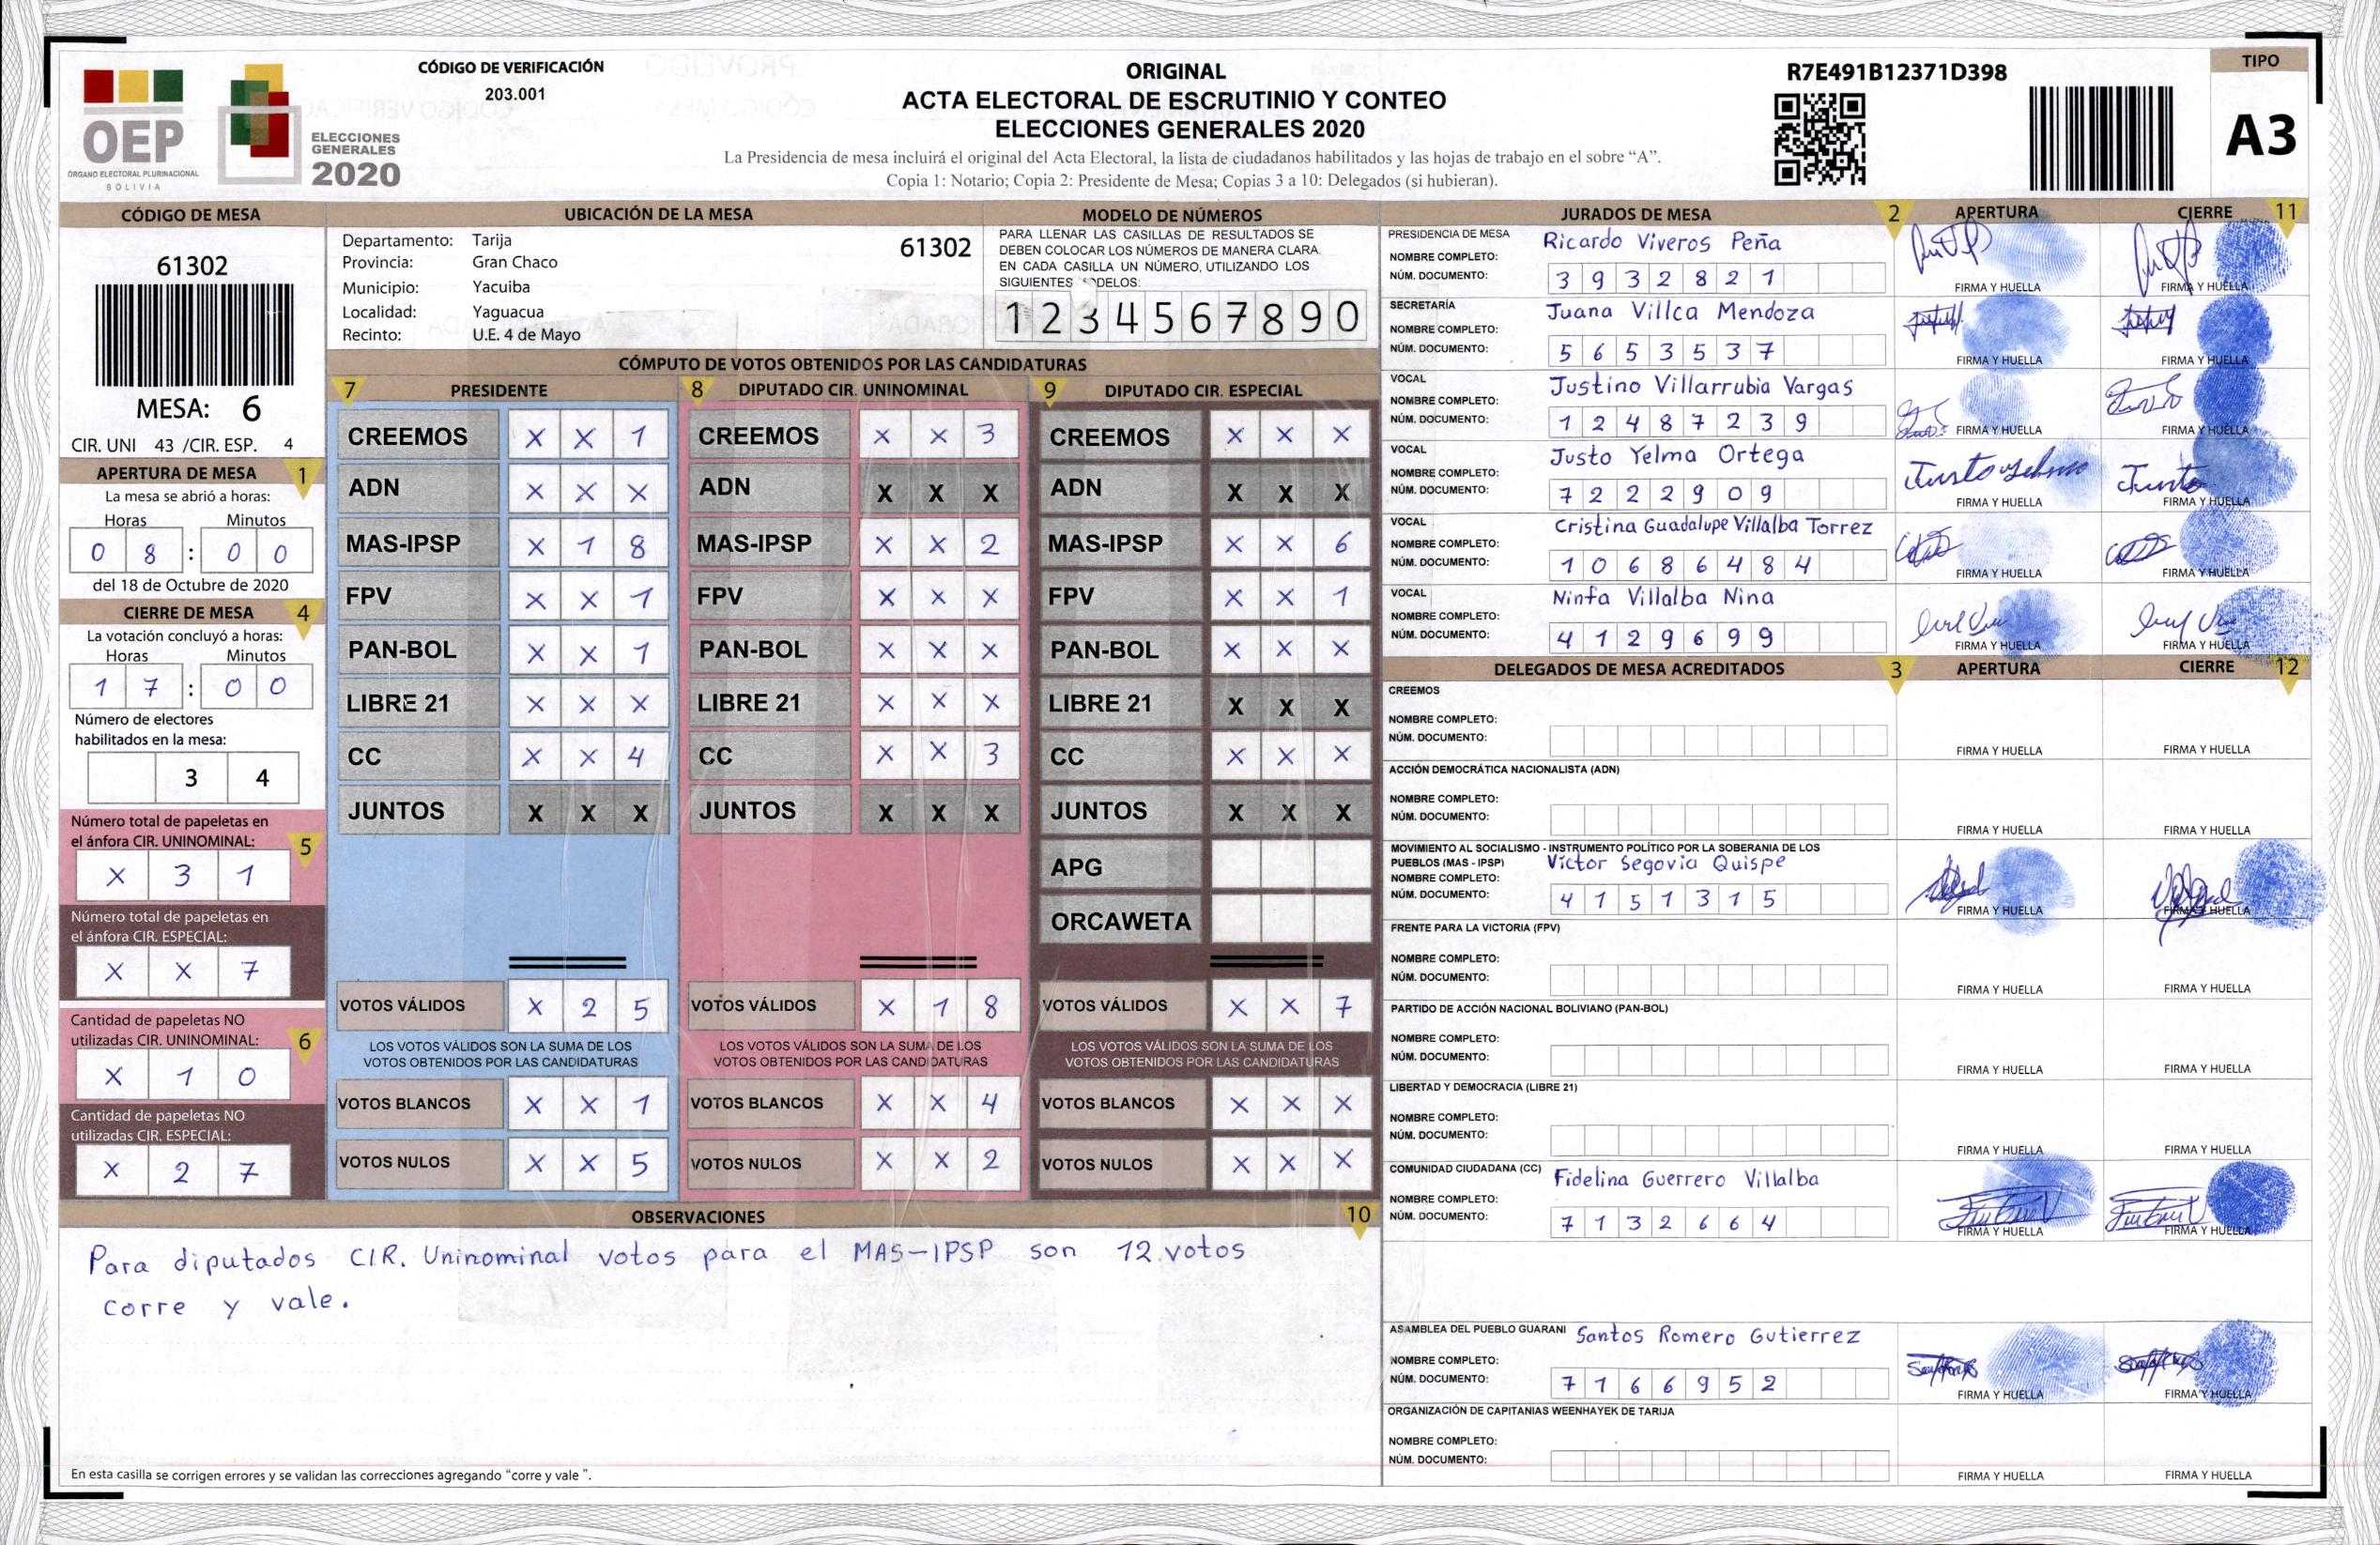 CÓDIGO DE VERIFICACIÓN
203.001
ORIGINAL
ACTA ELECTORAL DE ESCRUTINIO Y CONTEO
ELECCIONES GENERALES 2020
La Presidencia de mesa incluirá el original del Acta Electoral, la lista de ciudadanos habilitados y las hojas de trabajo en el sobre “A”.
Copia 1: Notario; Copia 2: Presidente de Mesa; Copias 3 a 10: Delegados (si hubieran).
R7E491B12371D398
TIPO
A3
OEP
ÓRGANO ELECTORAL PLURINACIONAL
BOLIVIA
ELECCIONES
GENERALES
2020
CÓDIGO DE MESA
61302
MESA: 6
CIR. UNI 43 /CIR. ESP. 4
APERTURA DE MESA 1
La mesa se abrió a horas:
Horas Minutos
0 8 : 0 0
del 18 de Octubre de 2020
CIERRE DE MESA 4
La votación concluyó a horas:
Horas Minutos
1 7 : 0 0
Número de electores
habilitados en la mesa:
3 4
Número total de papeletas en
el ánfora CIR. UNINOMINAL: 5
X 3 1
Número total de papeletas en
el ánfora CIR. ESPECIAL:
X X 7
Cantidad de papeletas NO
utilizadas CIR. UNINOMINAL: 6
X 1 0
Cantidad de papeletas NO
utilizadas CIR. ESPECIAL:
X 2 7
UBICACIÓN DE LA MESA
Departamento: Tarija 61302
Provincia: Gran Chaco
Municipio: Yacuiba
Localidad: Yaguacua
Recinto: U.E. 4 de Mayo
MODELO DE NÚMEROS
PARA LLENAR LAS CASILLAS DE RESULTADOS SE
DEBEN COLOCAR LOS NÚMEROS DE MANERA CLARA.
EN CADA CASILLA UN NÚMERO, UTILIZANDO LOS
SIGUIENTES
1 2 3 4 5 6 7 8 9 0
CÓMPUTO DE VOTOS OBTENIDOS POR LAS CANDIDATURAS
7 PRESIDENTE 8 DIPUTADO CIR. UNINOMINAL 9 DIPUTADO CIR. ESPECIAL
CREEMOS X X 1 CREEMOS X X 3 CREEMOS X X X
ADN X X X ADN X X X ADN X X X
MAS-IPSP X 1 8 MAS-IPSP X X 2 MAS-IPSP X X 6
FPV X X 1 FPV X X X FPV X X 1
PAN-BOL X X 1 PAN-BOL X X X PAN-BOL X X X
LIBRE 21 X X X LIBRE 21 X X X LIBRE 21 X X X
CC X X 4 CC X X 3 CC X X X
JUNTOS X X X JUNTOS X X X JUNTOS X X X
APG
ORCAWETA
VOTOS VÁLIDOS X 2 5 VOTOS VÁLIDOS X 1 8 VOTOS VÁLIDOS X X 7
LOS VOTOS VÁLIDOS SON LA SUMA DE LOS LOS VOTOS VÁLIDOS SON LA SUMA DE LOS LOS VOTOS VÁLIDOS SON LA SUMA DE LOS
VOTOS OBTENIDOS POR LAS CANDIDATURAS VOTOS OBTENIDOS POR LAS CANDIDATURAS VOTOS OBTENIDOS POR LAS CANDIDATURAS
VOTOS BLANCOS X X 1 VOTOS BLANCOS X X 4 VOTOS BLANCOS X X X
VOTOS NULOS X X 5 VOTOS NULOS X X 2 VOTOS NULOS X X X
OBSERVACIONES 10
Para diputados CIR. Uninominal votos para el MAS-IPSP son 12 votos
corre y vale.
En esta casilla se corrigen errores y se validan las correcciones agregando “corre y vale ”.
JURADOS DE MESA 2 APERTURA CIERRE 11
PRESIDENCIA DE MESA Ricardo Viveros Peña
NOMBRE COMPLETO:
NÚM. DOCUMENTO: 3 9 3 2 8 2 1
FIRMA Y HUELLA FIRMA Y HUELLA
SECRETARÍA Juana Villca Mendoza
NOMBRE COMPLETO:
NÚM. DOCUMENTO: 5 6 5 3 5 3 7
FIRMA Y HUELLA FIRMA Y HUELLA
VOCAL Justino Villarrubia Vargas
NOMBRE COMPLETO:
NÚM. DOCUMENTO: 1 2 4 8 7 2 3 9
FIRMA Y HUELLA FIRMA Y HUELLA
VOCAL Justo Yelma Ortega
NOMBRE COMPLETO:
NÚM. DOCUMENTO: 7 2 2 2 9 0 9
Justo Yelma Justo
FIRMA Y HUELLA FIRMA Y HUELLA
VOCAL Cristina Guadalupe Villalba Torrez
NOMBRE COMPLETO:
NÚM. DOCUMENTO: 1 0 6 8 6 4 8 4
FIRMA Y HUELLA FIRMA Y HUELLA
VOCAL Ninfa Villalba Nina
NOMBRE COMPLETO:
NÚM. DOCUMENTO: 4 1 2 9 6 9 9
FIRMA Y HUELLA FIRMA Y HUELLA
DELEGADOS DE MESA ACREDITADOS 3 APERTURA CIERRE 12
CREEMOS
NOMBRE COMPLETO:
NÚM. DOCUMENTO:
FIRMA Y HUELLA FIRMA Y HUELLA
ACCIÓN DEMOCRÁTICA NACIONALISTA (ADN)
NOMBRE COMPLETO:
NÚM. DOCUMENTO:
FIRMA Y HUELLA FIRMA Y HUELLA
MOVIMIENTO AL SOCIALISMO - INSTRUMENTO POLÍTICO POR LA SOBERANIA DE LOS
PUEBLOS (MAS - IPSP) Víctor Segovia Quispe
NOMBRE COMPLETO:
NÚM. DOCUMENTO: 4 1 5 1 3 1 5
FIRMA Y HUELLA FIRMA Y HUELLA
FRENTE PARA LA VICTORIA (FPV)
NOMBRE COMPLETO:
NÚM. DOCUMENTO:
FIRMA Y HUELLA FIRMA Y HUELLA
PARTIDO DE ACCIÓN NACIONAL BOLIVIANO (PAN-BOL)
NOMBRE COMPLETO:
NÚM. DOCUMENTO:
FIRMA Y HUELLA FIRMA Y HUELLA
LIBERTAD Y DEMOCRACIA (LIBRE 21)
NOMBRE COMPLETO:
NÚM. DOCUMENTO:
FIRMA Y HUELLA FIRMA Y HUELLA
COMUNIDAD CIUDADANA (CC) Fidelina Guerrero Villalba
NOMBRE COMPLETO:
NÚM. DOCUMENTO: 7 1 3 2 6 6 4
FIRMA Y HUELLA FIRMA Y HUELLA
ASAMBLEA DEL PUEBLO GUARANI Santos Romero Gutierrez
NOMBRE COMPLETO:
NÚM. DOCUMENTO: 7 1 6 6 9 5 2
FIRMA Y HUELLA FIRMA Y HUELLA
ORGANIZACIÓN DE CAPITANIAS WEENHAYEK DE TARIJA
NOMBRE COMPLETO:
NÚM. DOCUMENTO:
FIRMA Y HUELLA FIRMA Y HUELLA